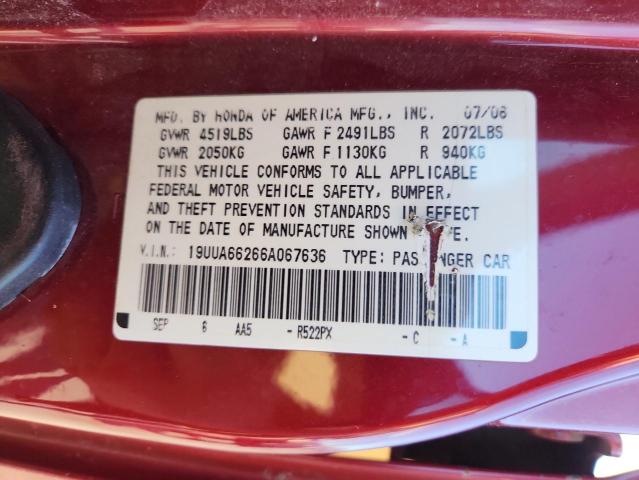 MFD. BY HONDA OF AMERICA MFG., INC. 07/06
GVWR 4519LBS GAWR F 2491LBS R 2072LBS
GVWR 2050KG GAWR F 1130KG R 940KG
THIS VEHICLE CONFORMS TO ALL APPLICABLE
FEDERAL MOTOR VEHICLE SAFETY, BUMPER,
AND THEFT PREVENTION STANDARDS IN EFFECT
ON THE DATE OF MANUFACTURE SHOWN
V.I.N.: 19UUA66266A067636 TYPE: CAR
SEP 6 AA5 - R522PX - C - A